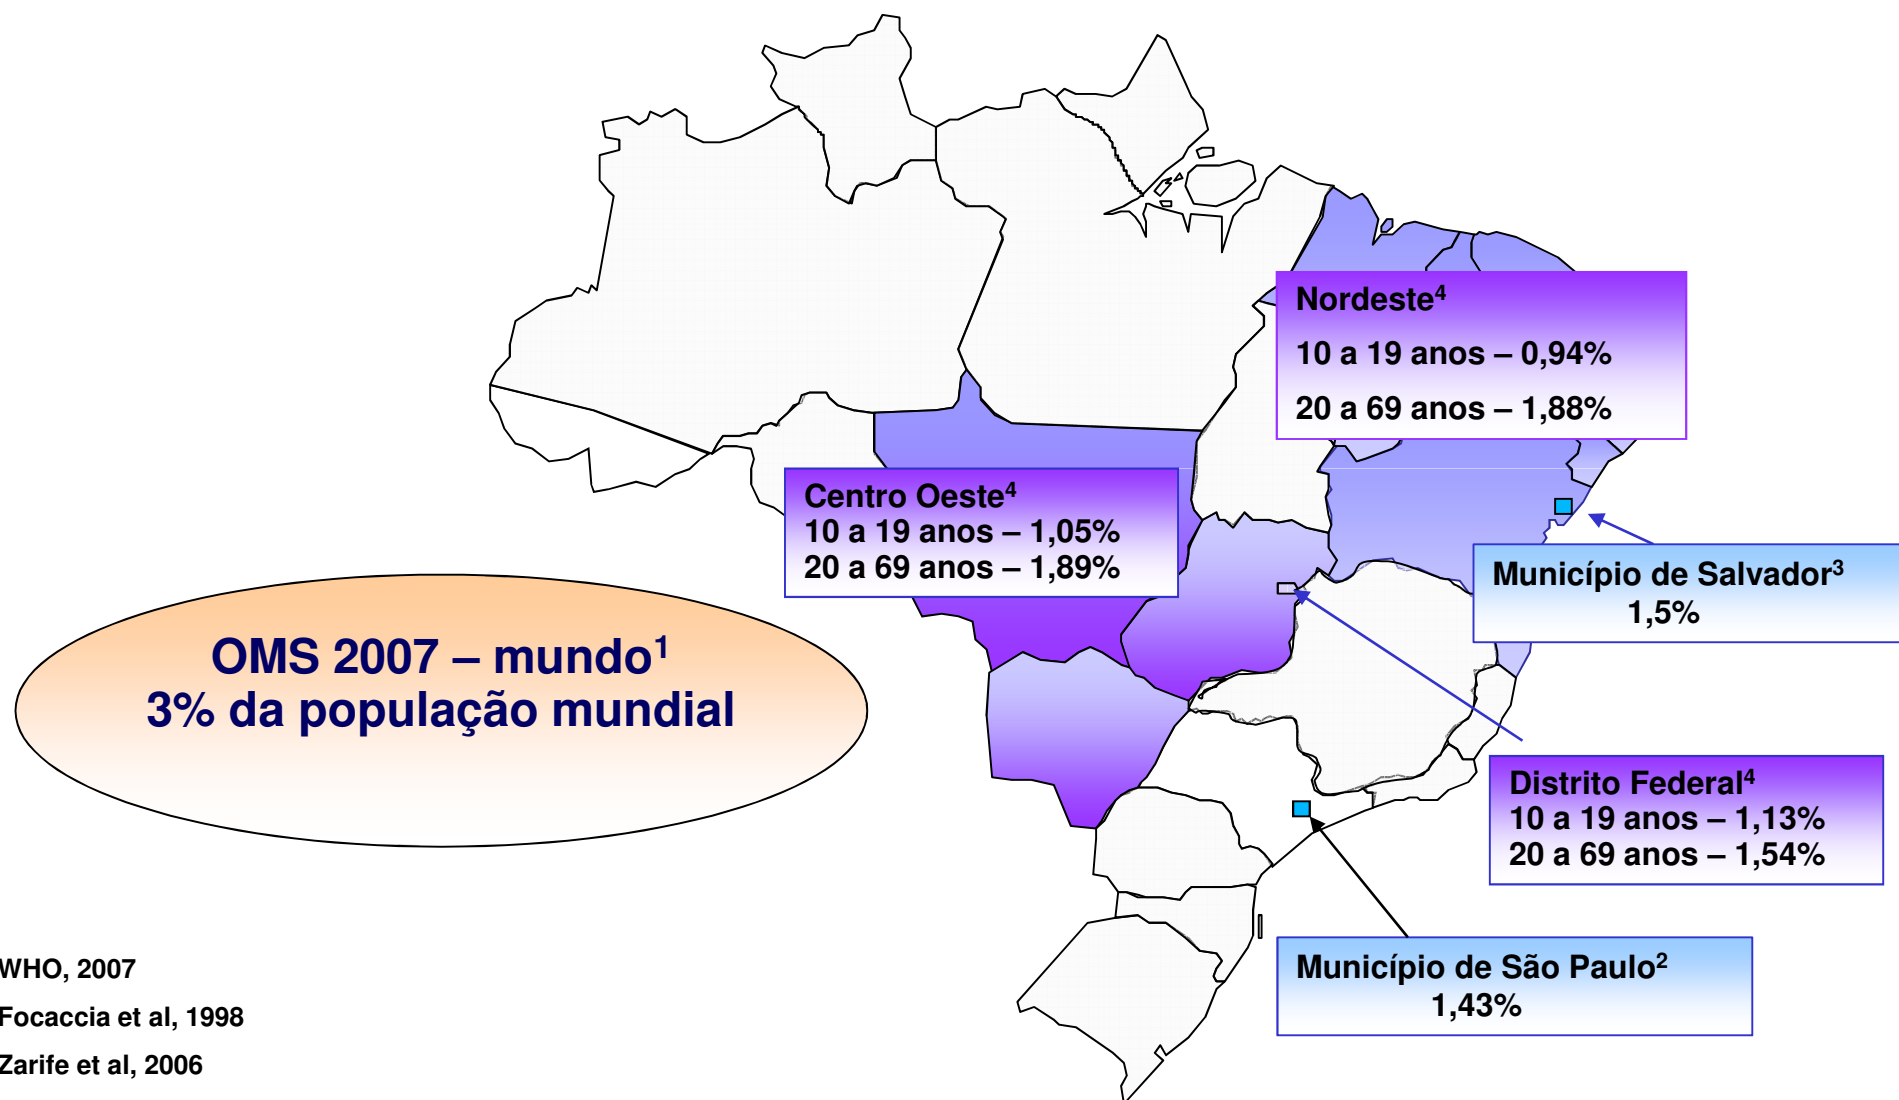 Nordeste⁴
10 a 19 anos – 0,94%
20 a 69 anos – 1,88%
Centro Oeste⁴
10 a 19 anos – 1,05%
20 a 69 anos – 1,89%
Município de Salvador³
1,5%
OMS 2007 – mundo¹
3% da população mundial
Distrito Federal⁴
10 a 19 anos – 1,13%
20 a 69 anos – 1,54%
Município de São Paulo²
1,43%
WHO, 2007
Focaccia et al, 1998
Zarife et al, 2006